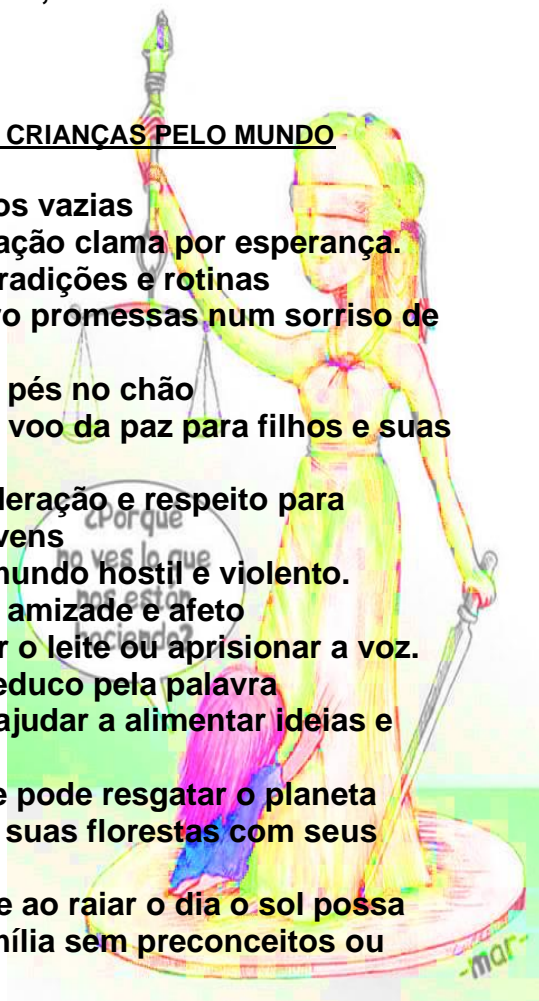 CRIANÇAS PELO MUNDO
os vazias
ação clama por esperança.
radições e rotinas
o promessas num sorriso de
pés no chão
voo da paz para filhos e suas
deração e respeito para
vens
mundo hostil e violento.
amizade e afeto
r o leite ou aprisionar a voz.
educo pela palavra
ajudar a alimentar ideias e
e pode resgatar o planeta
suas florestas com seus
e ao raiar o dia o sol possa
mília sem preconceitos ou
¿Porque
no ves lo que
nos están
haciendo?
-mar-